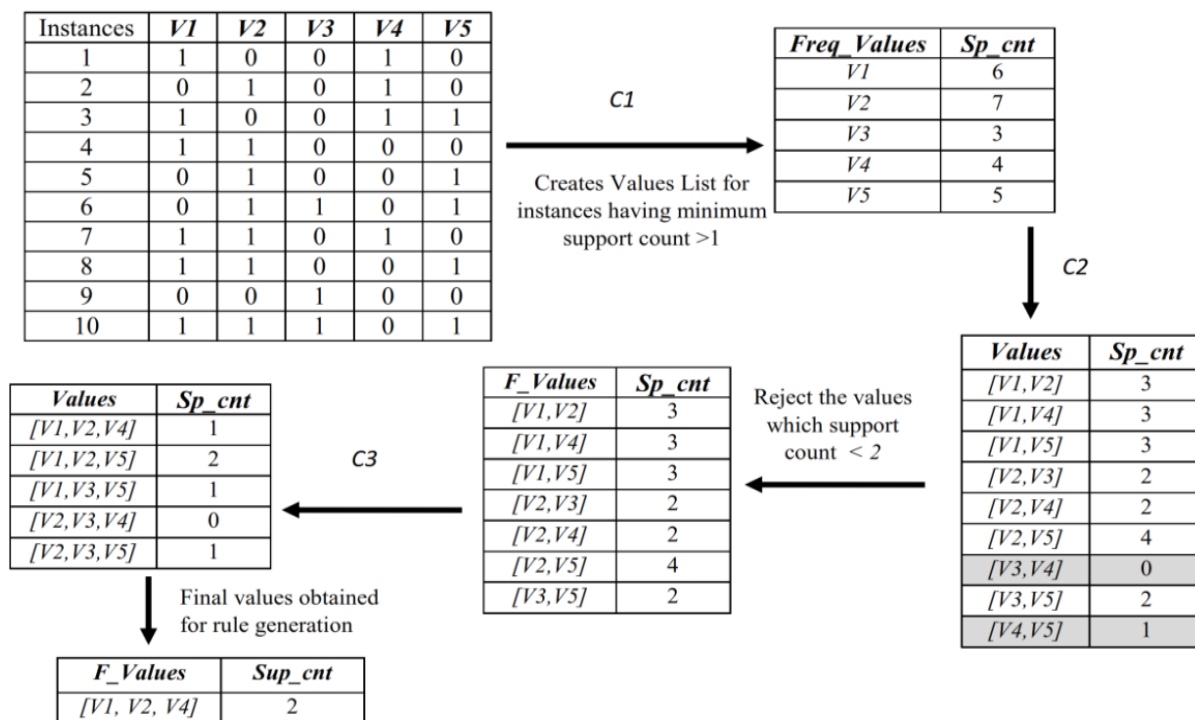 Instances V1 V2 V3 V4 V5
1 1 0 0 1 0
2 0 1 0 1 0
3 1 0 0 1 1
4 1 1 0 0 0
5 0 1 0 0 1
6 0 1 1 0 1
7 1 1 0 1 0
8 1 1 0 0 1
9 0 0 1 0 0
10 1 1 1 0 1
C1
Creates Values List for
instances having minimum
support count >1
Freq_Values Sp_cnt
V1 6
V2 7
V3 3
V4 4
V5 5
C2
Values Sp_cnt
[V1,V2] 3
[V1,V4] 3
[V1,V5] 3
[V2,V3] 2
[V2,V4] 2
[V2,V5] 4
[V3,V4] 0
[V3,V5] 2
[V4,V5] 1
Reject the values
which support
count < 2
F_Values Sp_cnt
[V1,V2] 3
[V1,V4] 3
[V1,V5] 3
[V2,V3] 2
[V2,V4] 2
[V2,V5] 4
[V3,V5] 2
C3
Values Sp_cnt
[V1,V2,V4] 1
[V1,V2,V5] 2
[V1,V3,V5] 1
[V2,V3,V4] 0
[V2,V3,V5] 1
Final values obtained
for rule generation
F_Values Sup_cnt
[V1, V2, V4] 2